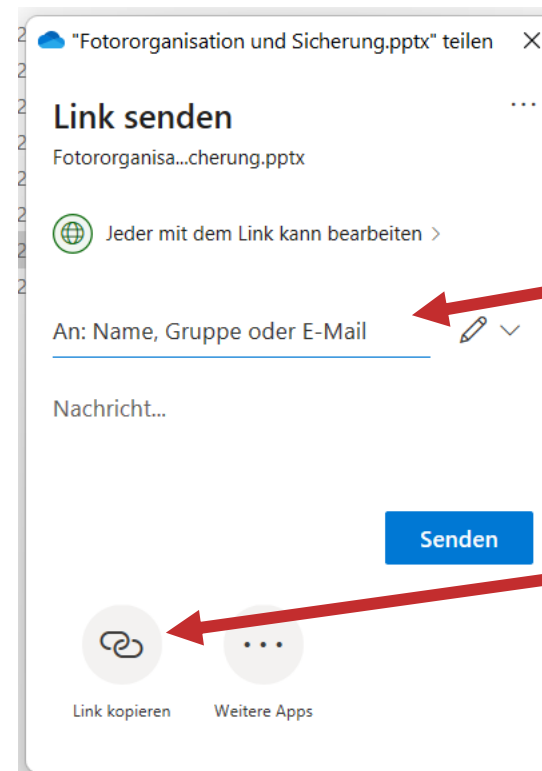 "Fotororganisation und Sicherung.pptx" teilen
Link senden
Fotororganisa...cherung.pptx
Jeder mit dem Link kann bearbeiten
An: Name, Gruppe oder E-Mail
Nachricht...
Senden
Link kopieren
Weitere Apps